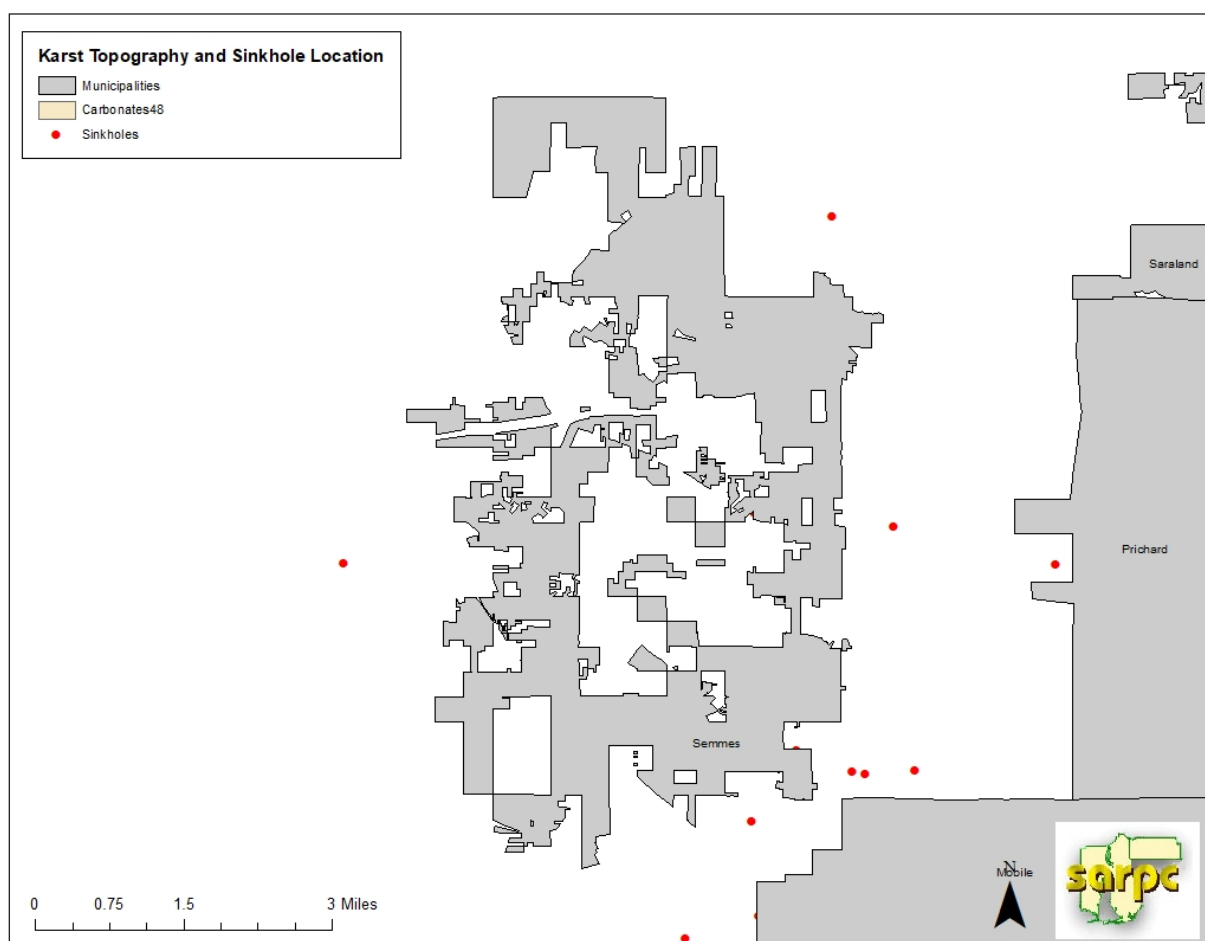 Karst Topography and Sinkhole Location
Municipalities
Carbonates48
Sinkholes
Saraland
Prichard
Semmes
N
Mobile
sarpc
0 0.75 1.5 3 Miles